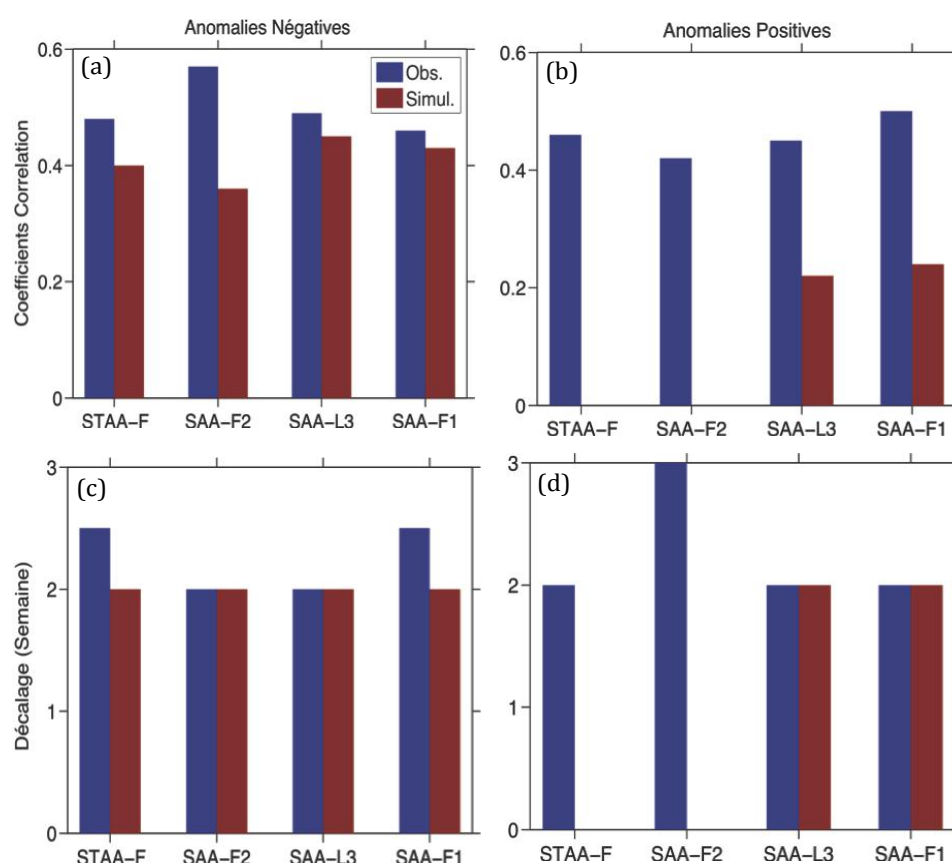 Anomalies Négatives
(a)
Obs.
Simul.
Coefficients Correlation
0.6
0.4
0.2
0
STAA–F SAA–F2 SAA–L3 SAA–F1
Anomalies Positives
(b)
0.6
0.4
0.2
0
STAA–F SAA–F2 SAA–L3 SAA–F1
(c)
Décalage (Semaine)
3
2
1
0
STAA–F SAA–F2 SAA–L3 SAA–F1
(d)
3
2
1
0
STAA–F SAA–F2 SAA–L3 SAA–F1